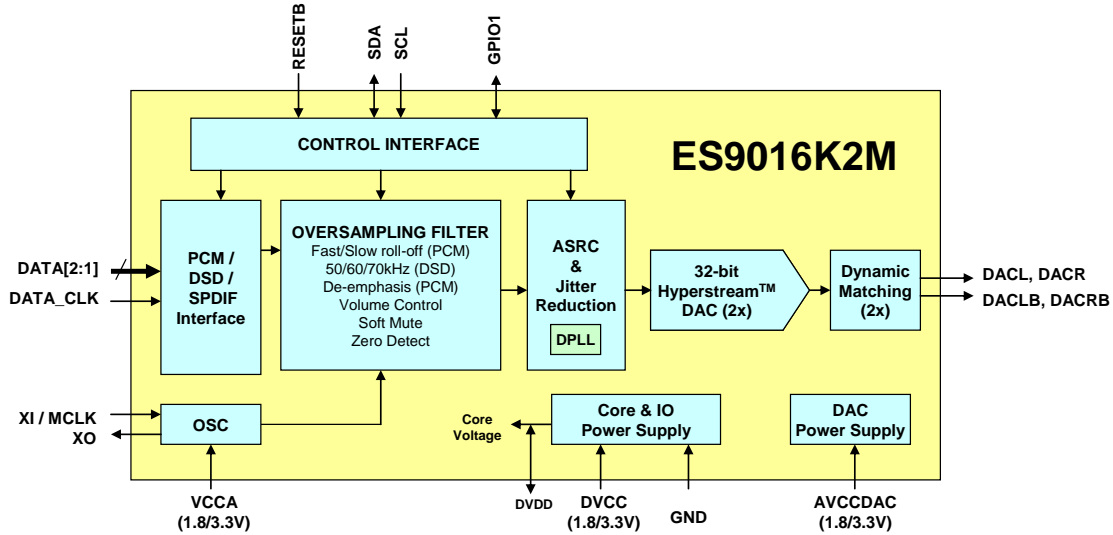 RESETB
SDA
SCL
GPIO1
CONTROL INTERFACE
ES9016K2M
DATA[2:1]
DATA_CLK
PCM /
DSD /
SPDIF
Interface
OVERSAMPLING FILTER
Fast/Slow roll-off (PCM)
50/60/70kHz (DSD)
De-emphasis (PCM)
Volume Control
Soft Mute
Zero Detect
ASRC
&
Jitter
Reduction
DPLL
32-bit
Hyperstream™
DAC (2x)
Dynamic
Matching
(2x)
DACL, DACR
DACLB, DACRB
XI / MCLK
XO
OSC
Core
Voltage
Core & IO
Power Supply
DAC
Power Supply
VCCA
(1.8/3.3V)
DVDD
DVCC
(1.8/3.3V)
GND
AVCCDAC
(1.8/3.3V)